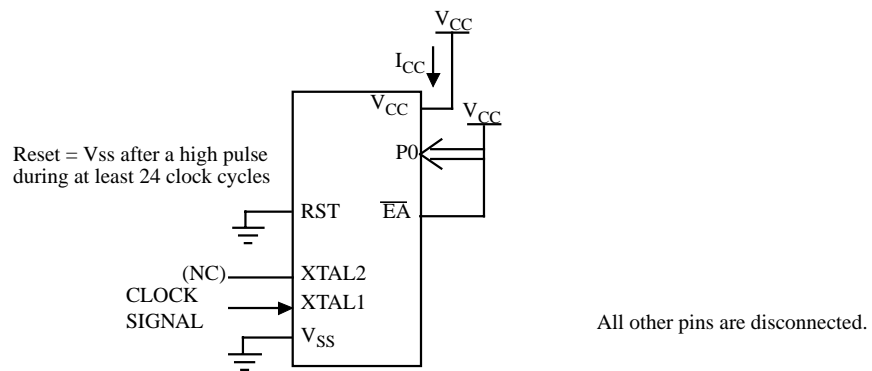 VCC
ICC
VCC
VCC
P0
Reset = Vss after a high pulse
during at least 24 clock cycles
RST
EA
(NC)
XTAL2
CLOCK
SIGNAL
XTAL1
VSS
All other pins are disconnected.